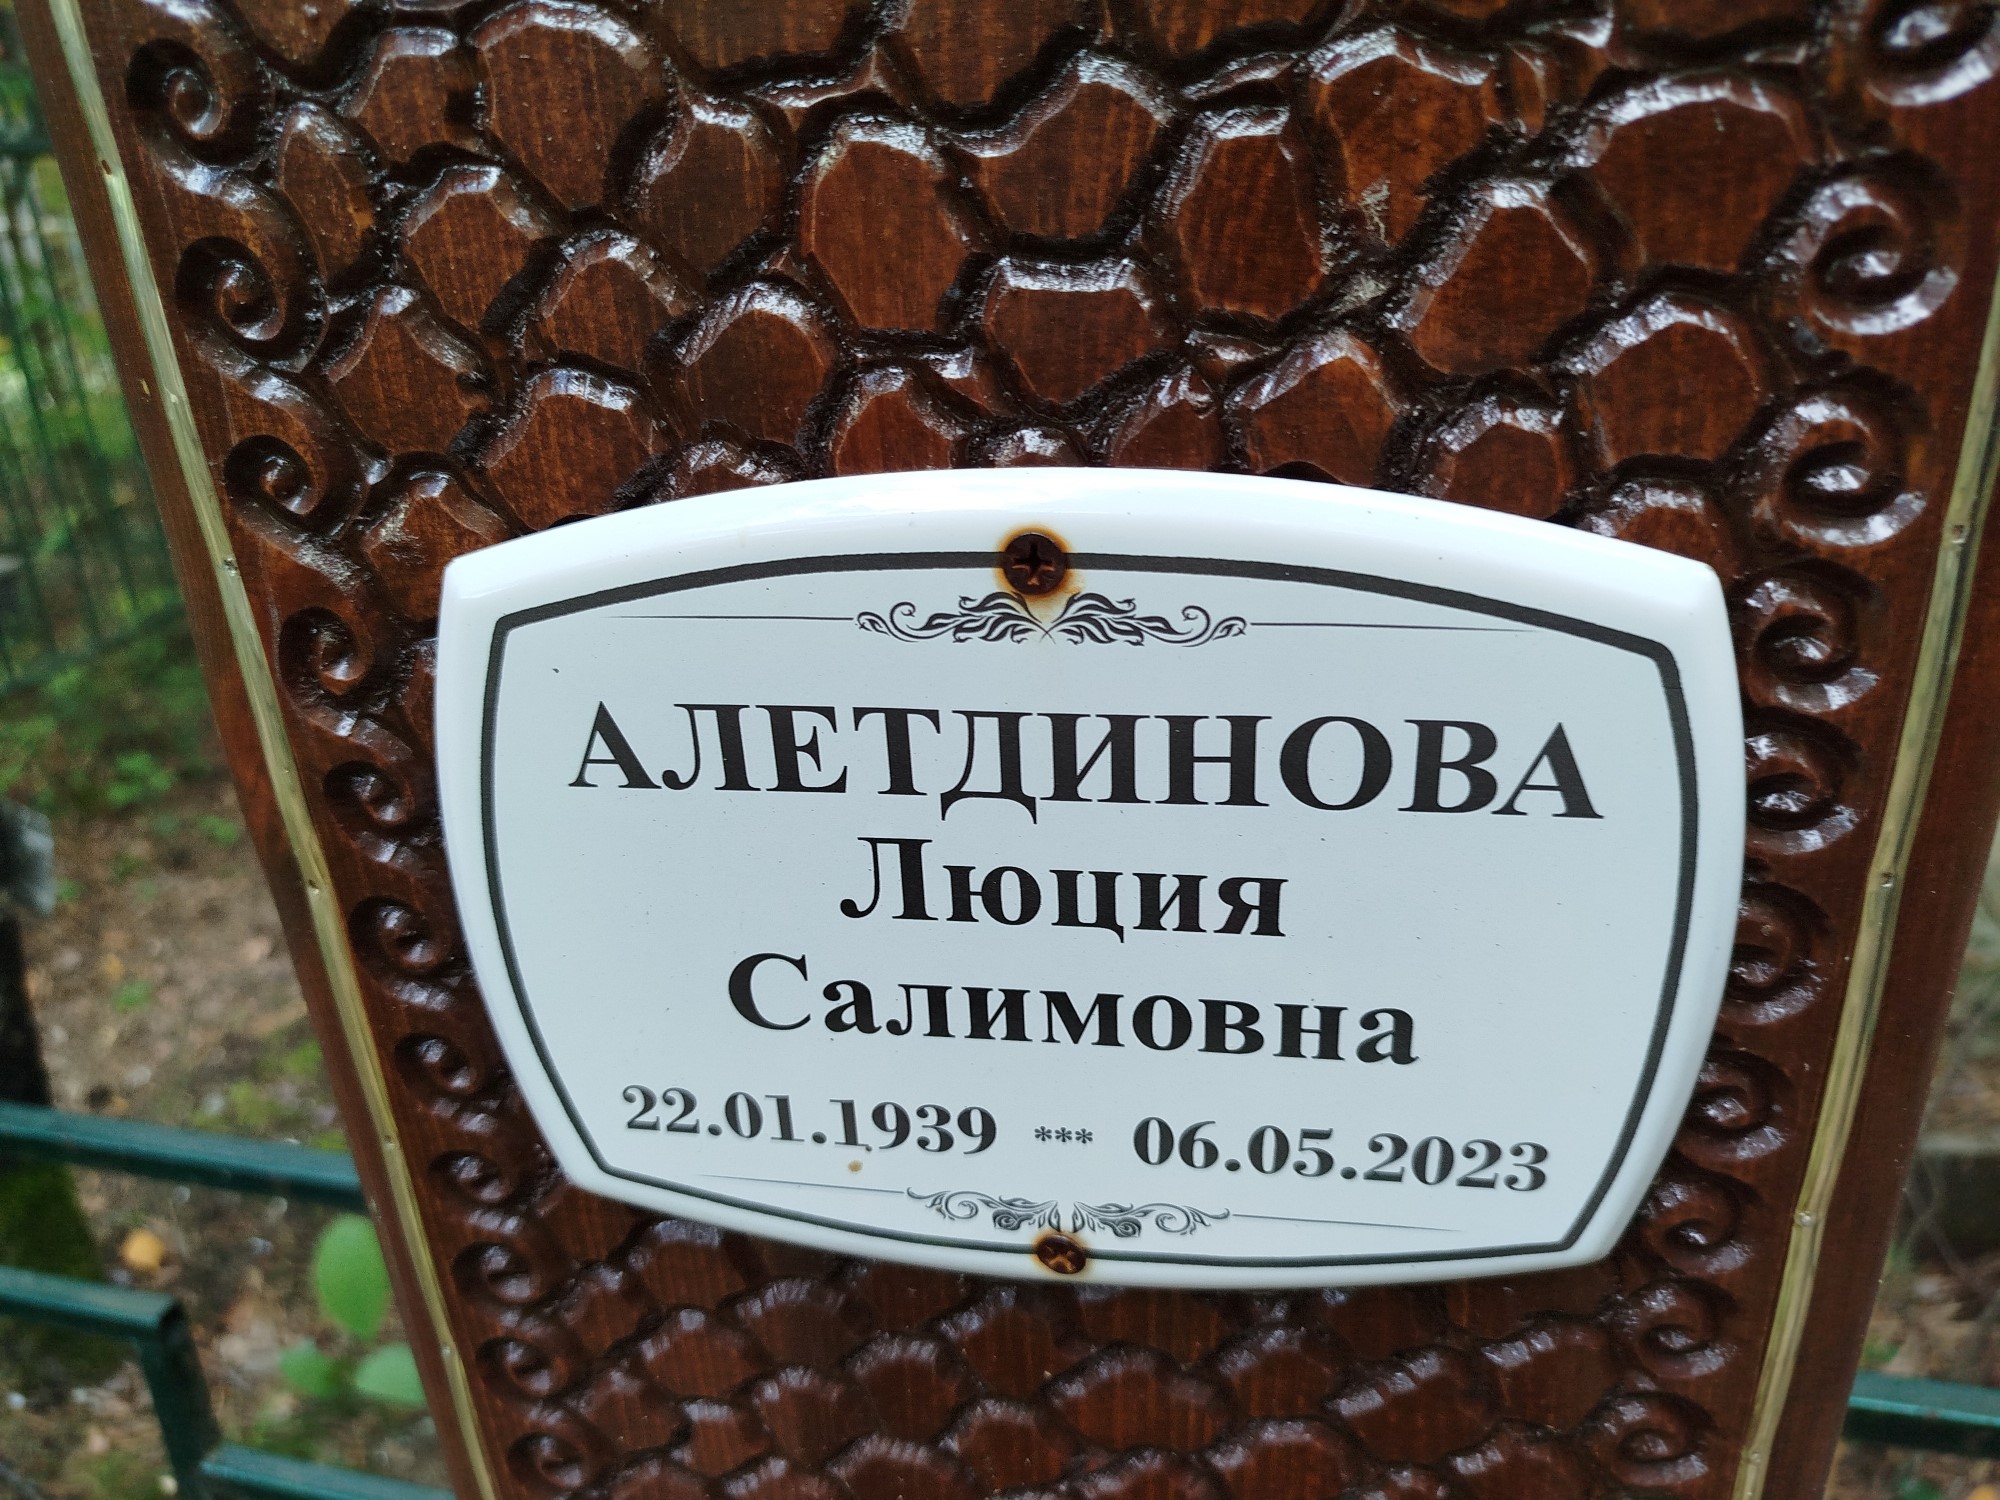 АЛЕТДИНОВА
Люция
Салимовна
22.01.1939 *** 06.05.2023